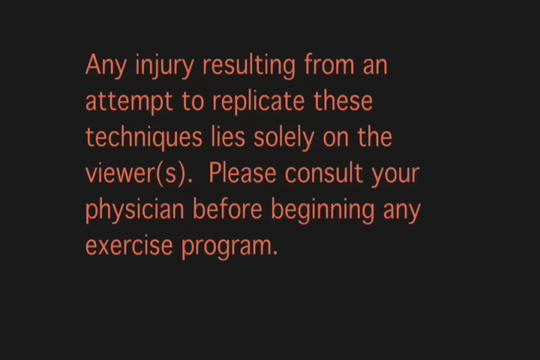 Any injury resulting from an
attempt to replicate these
techniques lies solely on the
viewer(s).  Please consult your
physician before beginning any
exercise program.